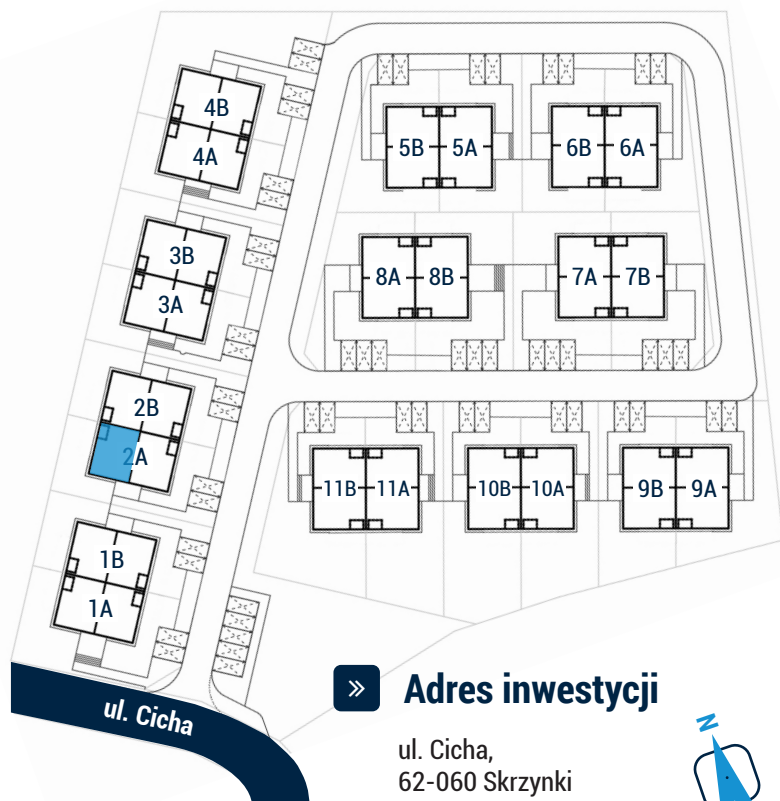 4B
4A
5B 5A
6B 6A
3B
3A
8A 8B
7A 7B
2B
2A
11B 11A
10B 10A
9B 9A
1B
1A
ul. Cicha
» Adres inwestycji
ul. Cicha,
62-060 Skrzynki
N